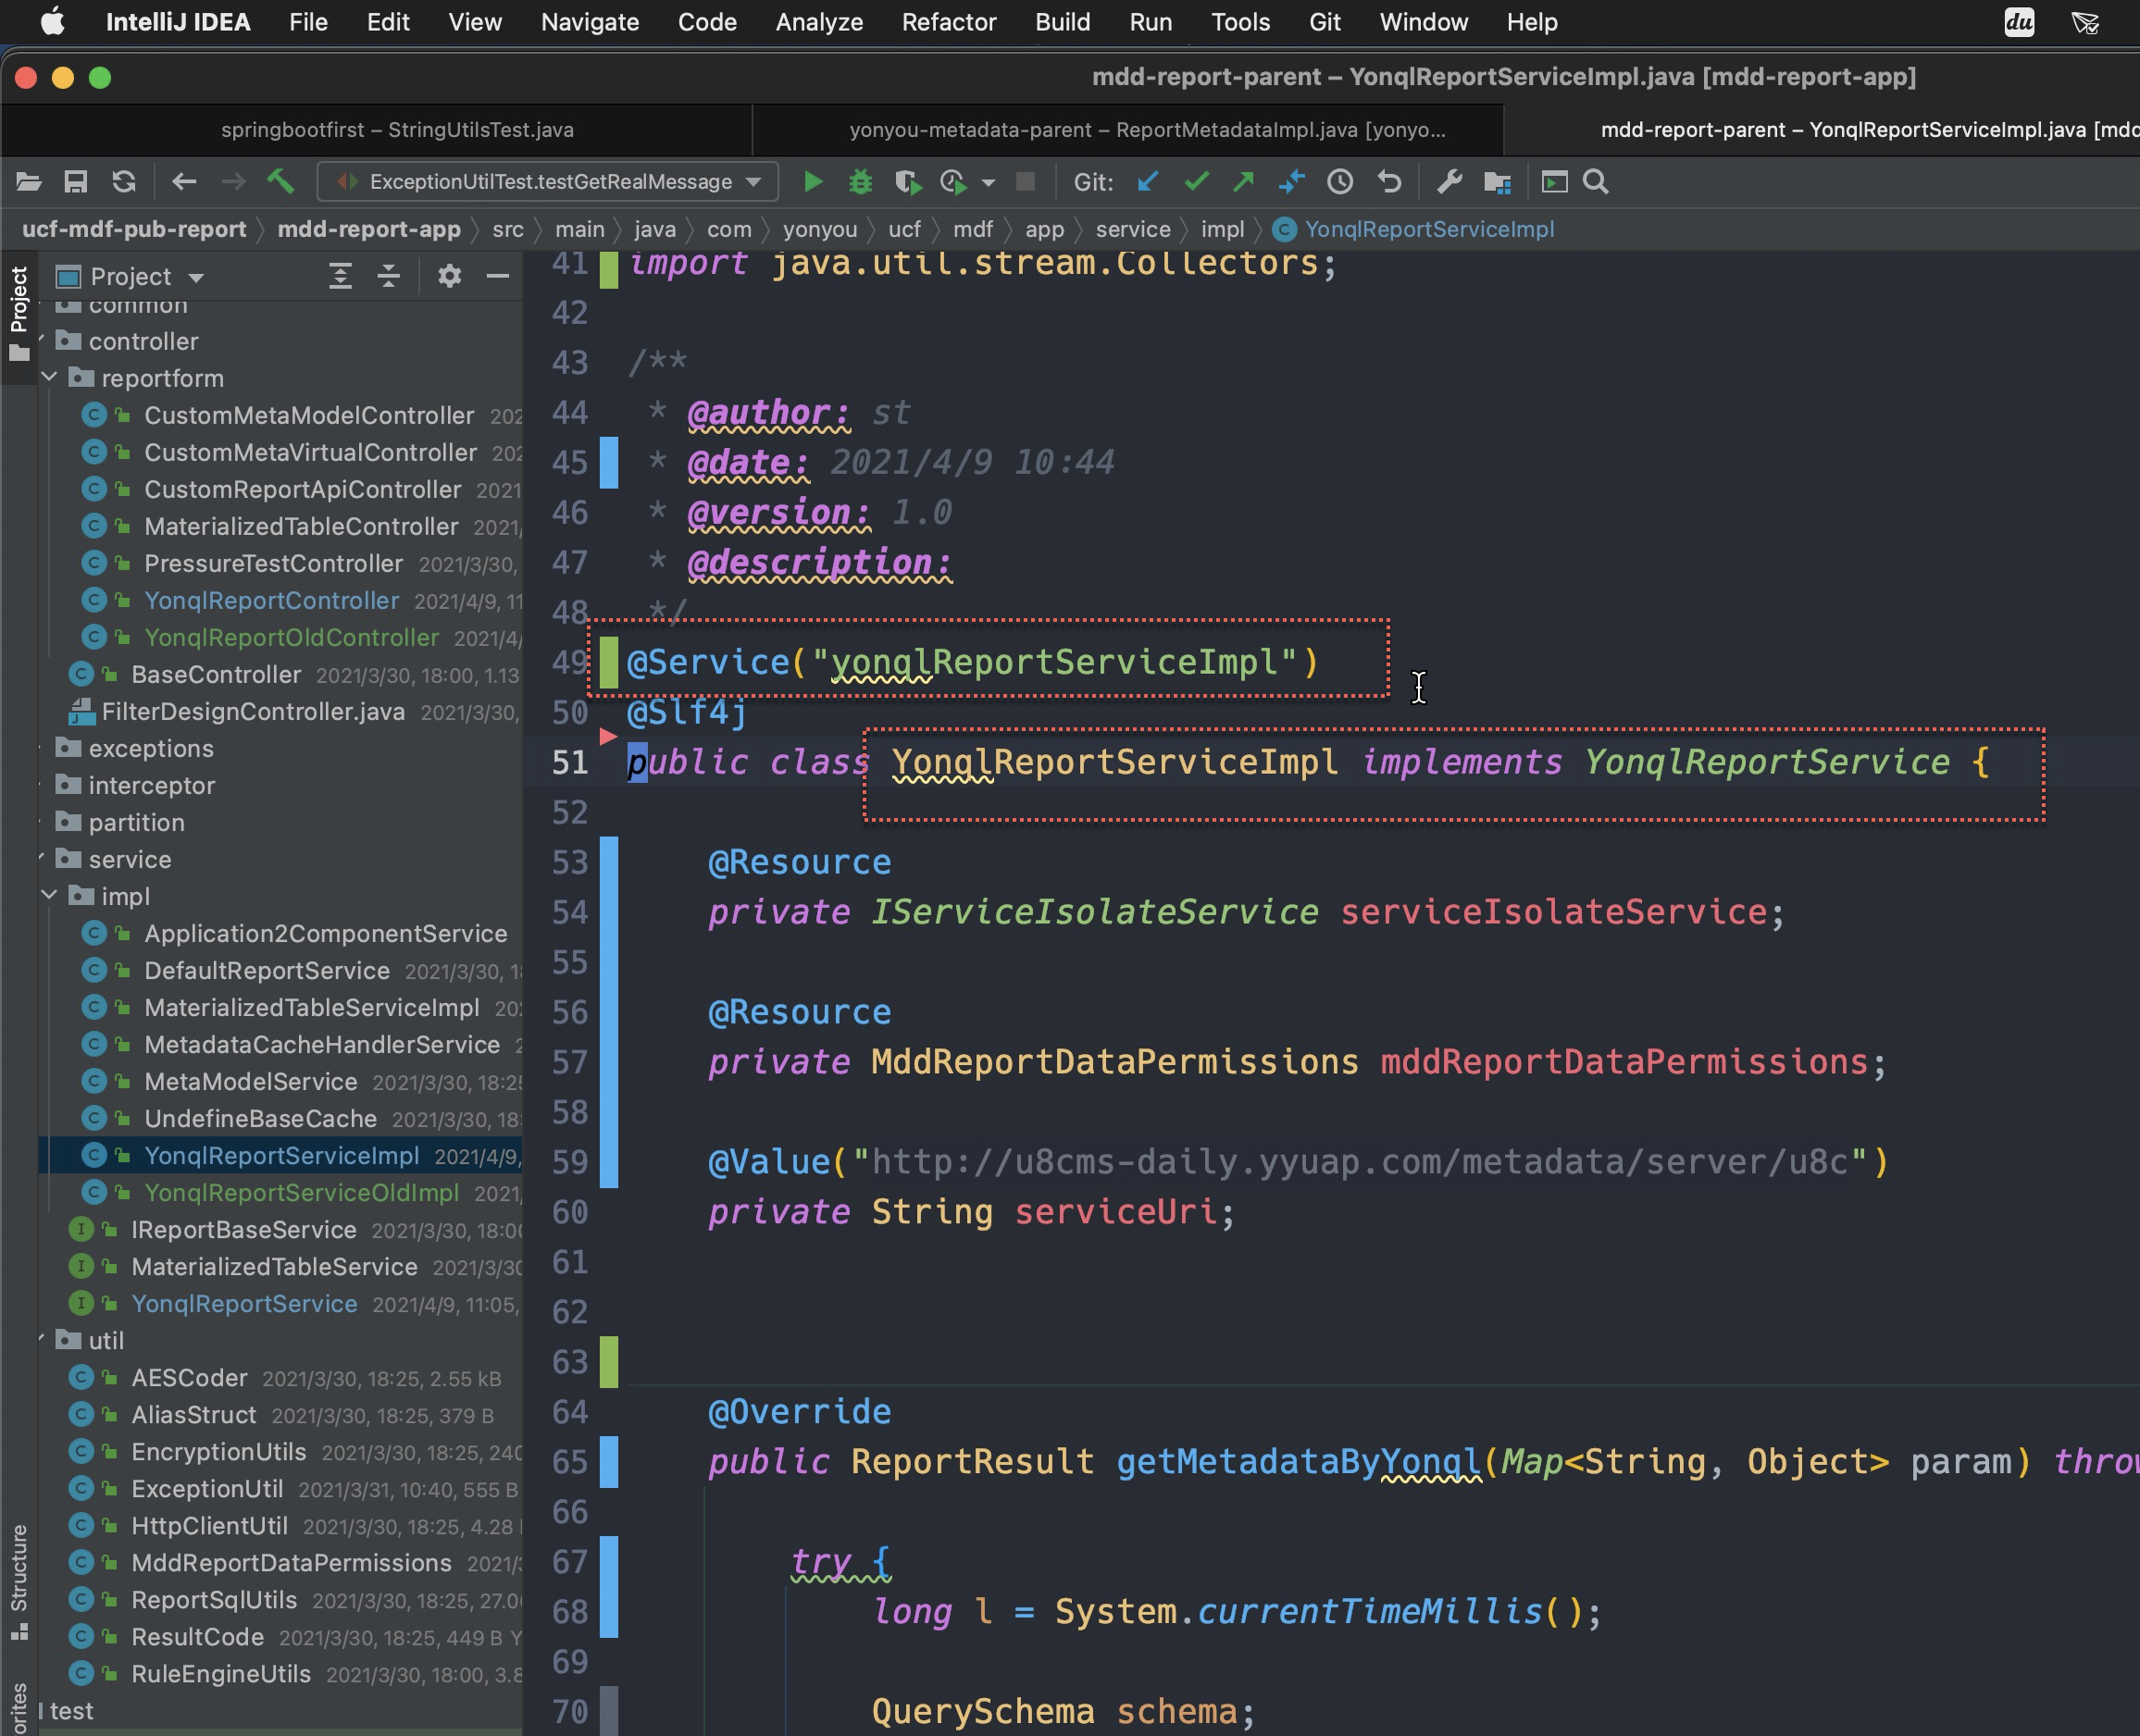 IntelliJ IDEA File Edit View Navigate Code Analyze Refactor Build Run Tools Git Window Help du
mdd-report-parent – YonqlReportServiceImpl.java [mdd-report-app]
springbootfirst – StringUtilsTest.java
yonyou-metadata-parent – ReportMetadataImpl.java [yonyo...
mdd-report-parent – YonqlReportServiceImpl.java [mdd
ExceptionUtilTest.testGetRealMessage
Git:
ucf-mdf-pub-report mdd-report-app src main java com yonyou ucf mdf app service impl YonqlReportServiceImpl
Project
Project
common
controller
reportform
CustomMetaModelController 202
CustomMetaVirtualController 202
CustomReportApiController 2021
MaterializedTableController 2021/
PressureTestController 2021/3/30,
YonqlReportController 2021/4/9, 11
YonqlReportOldController 2021/4/
BaseController 2021/3/30, 18:00, 1.13
FilterDesignController.java 2021/3/30,
exceptions
interceptor
partition
service
impl
Application2ComponentService
DefaultReportService 2021/3/30, 18
MaterializedTableServiceImpl 202
MetadataCacheHandlerService 2
MetaModelService 2021/3/30, 18:25
UndefineBaseCache 2021/3/30, 18:
YonqlReportServiceImpl 2021/4/9,
YonqlReportServiceOldImpl 2021/
IReportBaseService 2021/3/30, 18:00
MaterializedTableService 2021/3/30
YonqlReportService 2021/4/9, 11:05,
util
AESCoder 2021/3/30, 18:25, 2.55 kB
AliasStruct 2021/3/30, 18:25, 379 B
EncryptionUtils 2021/3/30, 18:25, 240
ExceptionUtil 2021/3/31, 10:40, 555 B
HttpClientUtil 2021/3/30, 18:25, 4.28
MddReportDataPermissions 2021/3
ReportSqlUtils 2021/3/30, 18:25, 27.0
ResultCode 2021/3/30, 18:25, 449 B Y
RuleEngineUtils 2021/3/30, 18:00, 3.8
test
Structure
orites
41 import java.util.stream.Collectors;
42
43 /**
44 * @author: st
45 * @date: 2021/4/9 10:44
46 * @version: 1.0
47 * @description:
48 */
49 @Service("yonqlReportServiceImpl")
50 @Slf4j
51 public class YonqlReportServiceImpl implements YonqlReportService {
52
53 @Resource
54 private IServiceIsolateService serviceIsolateService;
55
56 @Resource
57 private MddReportDataPermissions mddReportDataPermissions;
58
59 @Value("http://u8cms-daily.yyuap.com/metadata/server/u8c")
60 private String serviceUri;
61
62
63
64 @Override
65 public ReportResult getMetadataByYonql(Map<String, Object> param) throw
66
67 try {
68 long l = System.currentTimeMillis();
69
70 QuerySchema schema;